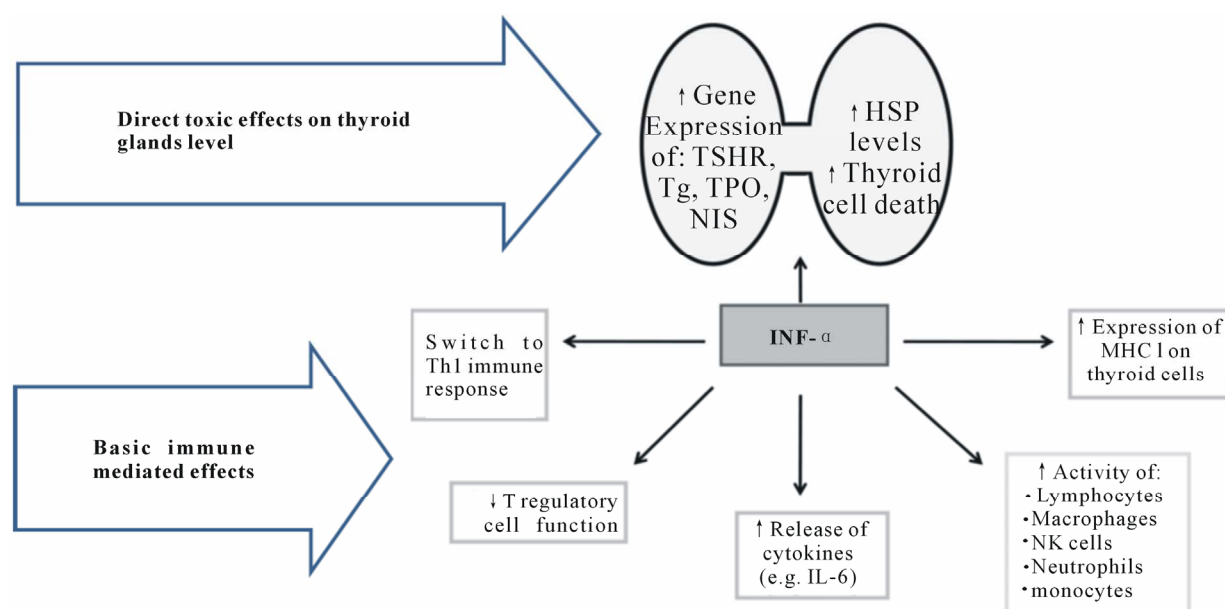 Direct toxic effects on thyroid
glands level
↑ Gene
Expression
of: TSHR,
Tg, TPO,
NIS
↑ HSP
levels
↑ Thyroid
cell death
INF-α
Switch to
Th1 immune
response
↑ Expression of
MHC l on
thyroid cells
Basic immune
mediated effects
↓ T regulatory
cell function
↑ Release of
cytokines
(e.g. IL-6)
↑ Activity of:
- Lymphocytes
•Macrophages
•NK cells
•Neutrophils
•monocytes